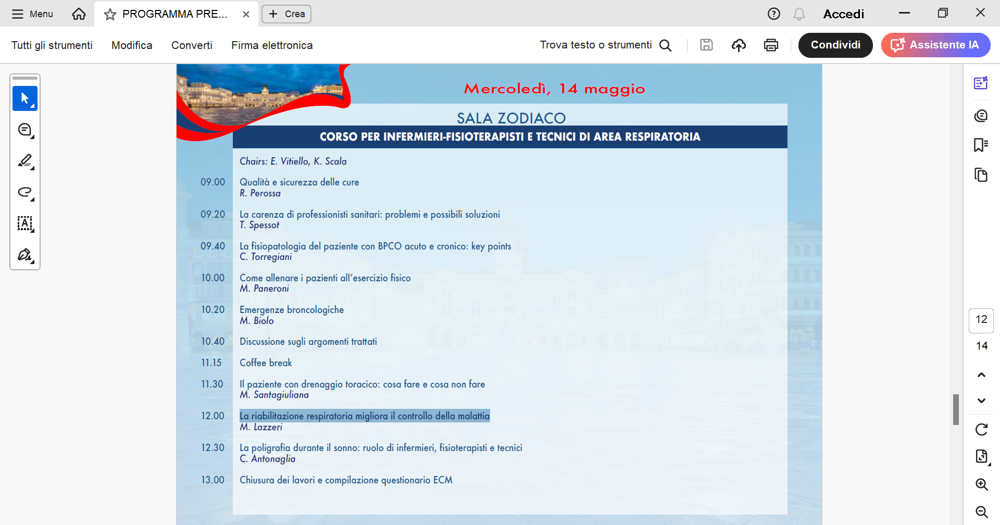 Menu
PROGRAMMA PRE...
Crea
Accedi
Tutti gli strumenti
Modifica
Converti
Firma elettronica
Trova testo o strumenti
Condividi
Assistente IA
Mercoledì, 14 maggio
SALA ZODIACO
CORSO PER INFERMIERI-FISIOTERAPISTI E TECNICI DI AREA RESPIRATORIA
Chairs: E. Vitiello, K. Scala
09.00 Qualità e sicurezza delle cure
R. Perossa
09.20 La carenza di professionisti sanitari: problemi e possibili soluzioni
T. Spessot
09.40 La fisiopatologia del paziente con BPCO acuto e cronico: key points
C. Torregiani
10.00 Come allenare i pazienti all'esercizio fisico
M. Paneroni
10.20 Emergenze broncologiche
M. Biolo
10.40 Discussione sugli argomenti trattati
11.15 Coffee break
11.30 Il paziente con drenaggio toracico: cosa fare e cosa non fare
M. Santagiuliana
12.00 La riabilitazione respiratoria migliora il controllo della malattia
M. Lazzeri
12.30 La poligrafia durante il sonno: ruolo di infermieri, fisioterapisti e tecnici
C. Antonaglia
13.00 Chiusura dei lavori e compilazione questionario ECM
12
14